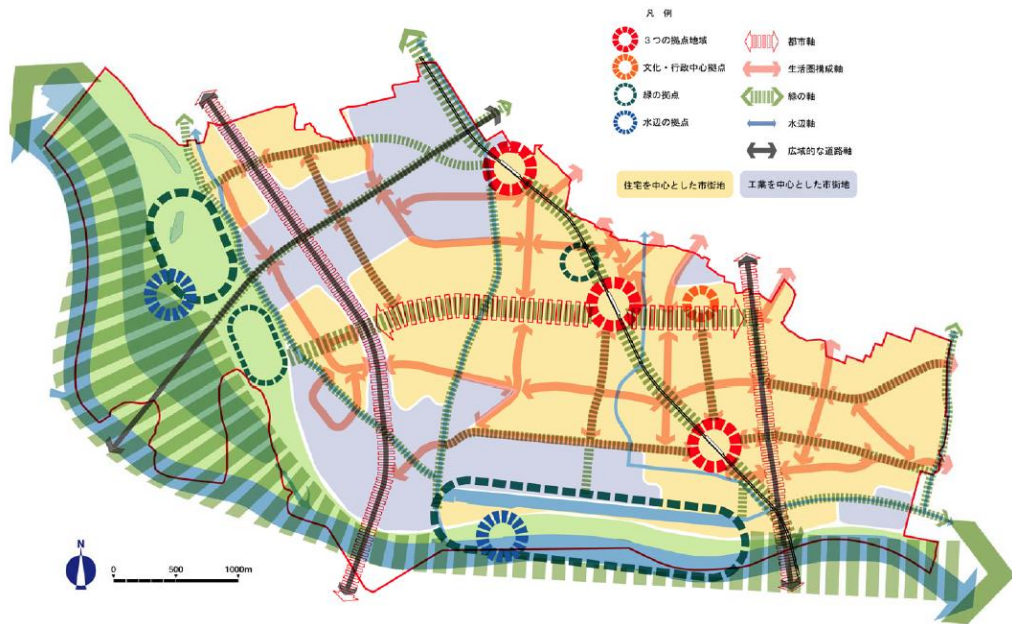 凡 例
3つの拠点地域
文化・行政中心拠点
緑の拠点
水辺の拠点
都市軸
生活圏構成軸
緑の軸
水辺軸
広域的な道路軸
住宅を中心とした市街地
工業を中心とした市街地
N
0 500 1000m